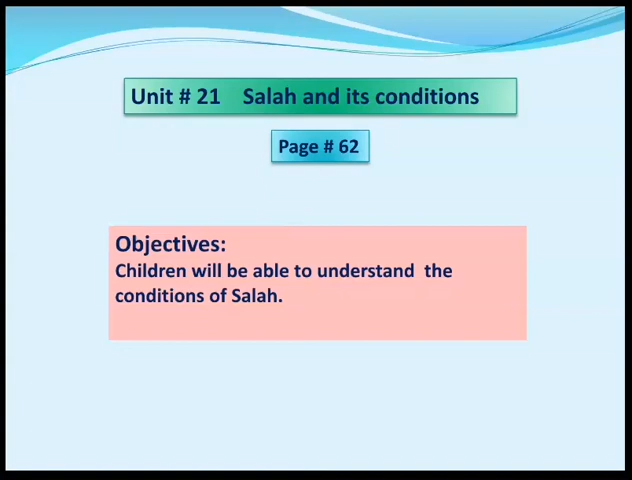 Unit # 21 Salah and its conditions
Page # 62
Objectives:
Children will be able to understand the
conditions of Salah.